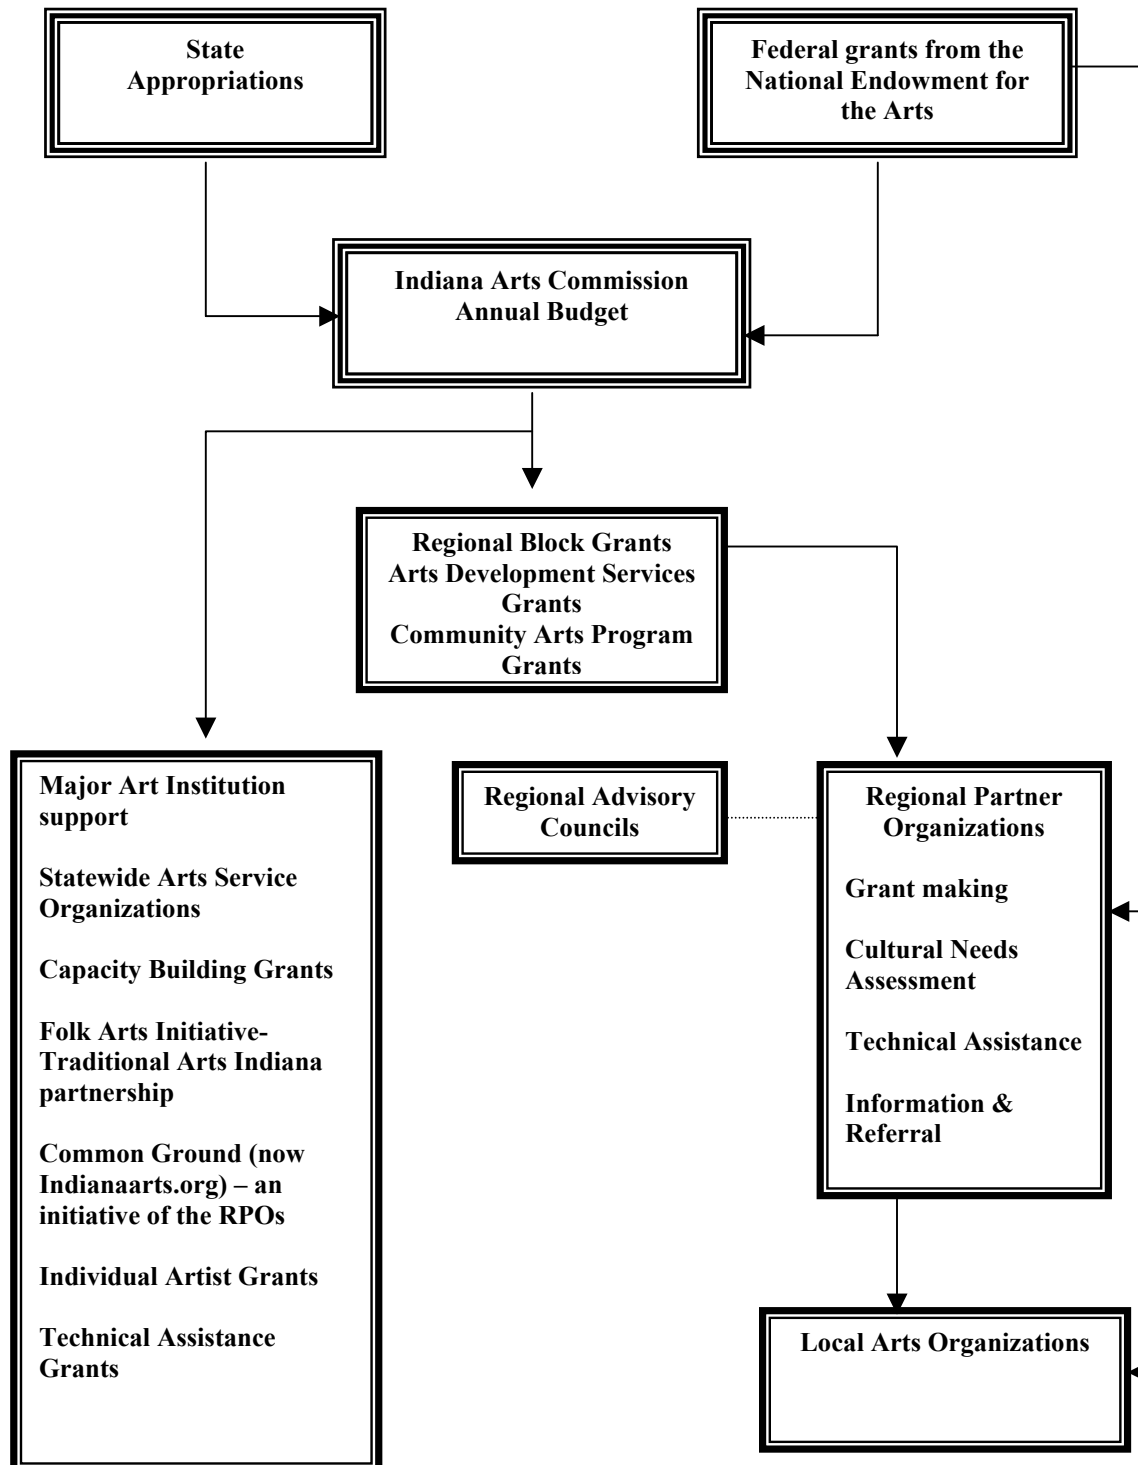 State
Appropriations
Federal grants from the
National Endowment for
the Arts
Indiana Arts Commission
Annual Budget
Regional Block Grants
Arts Development Services
Grants
Community Arts Program
Grants
Major Art Institution
support
Statewide Arts Service
Organizations
Capacity Building Grants
Folk Arts Initiative-
Traditional Arts Indiana
partnership
Common Ground (now
Indianaarts.org) – an
initiative of the RPOs
Individual Artist Grants
Technical Assistance
Grants
Regional Advisory
Councils
Regional Partner
Organizations
Grant making
Cultural Needs
Assessment
Technical Assistance
Information &
Referral
Local Arts Organizations